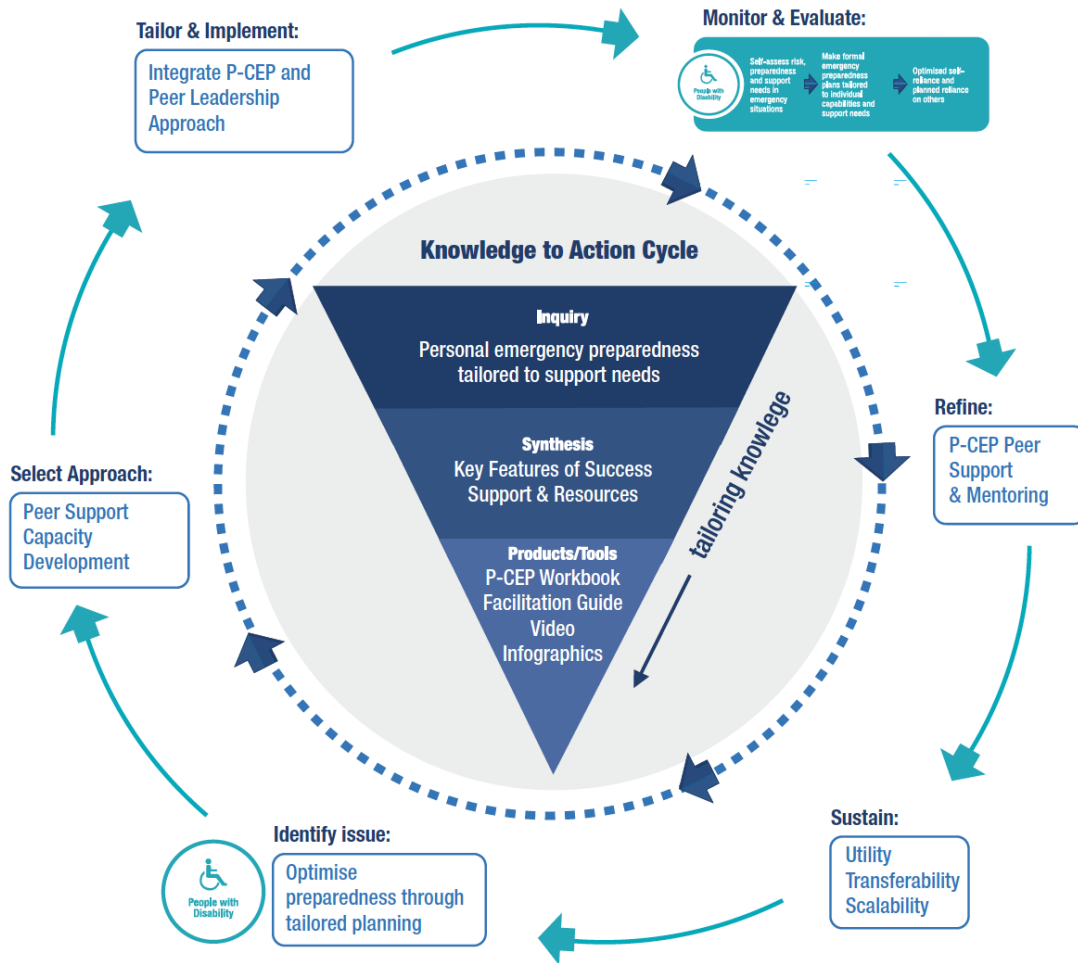 Tailor & Implement:
Integrate P-CEP and
Peer Leadership
Approach
Monitor & Evaluate:
People with
Disability
Self-assess risk,
preparedness
and support
needs in
emergency
situations
Make formal
emergency
preparedness
plans tailored
to individual
capabilities and
support needs
Optimised self-
reliance and
planned reliance
on others
Knowledge to Action Cycle
Inquiry
Personal emergency preparedness
tailored to support needs
Synthesis
Key Features of Success
Support & Resources
Products/Tools
P-CEP Workbook
Facilitation Guide
Video
Infographics
tailoring knowlege
Refine:
P-CEP Peer
Support
& Mentoring
Select Approach:
Peer Support
Capacity
Development
Sustain:
Utility
Transferability
Scalability
Identify issue:
People with
Disability
Optimise
preparedness through
tailored planning